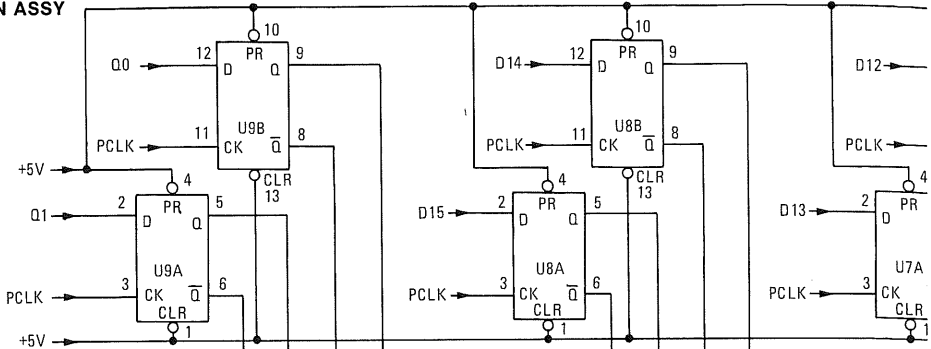 N ASSY
10 10
12 PR 9 12 PR 9
Q0 D Q D14 D Q D12
U9B U8B
PCLK 11 CK Q̅ 8 PCLK 11 CK Q̅ 8 PCLK
+5V 4 CLR 13 4 CLR 13 4
Q1 2 D PR Q 5 D15 2 D PR Q 5 D13 2 D PR
U9A U8A U7A
PCLK 3 CK Q̅ 6 PCLK 3 CK Q̅ 6 PCLK 3 CK
CLR CLR CLR
+5V 1 1 1